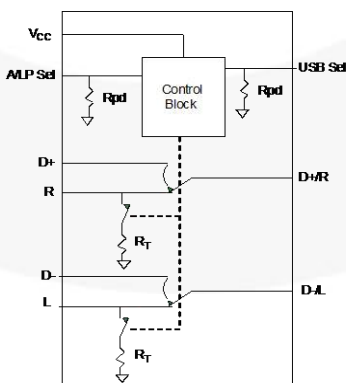 VCC
A/LP Sel
USB Sel
Rpd
Control
Block
Rpd
D+
R
D+/R
RT
D-
L
D-/L
RT